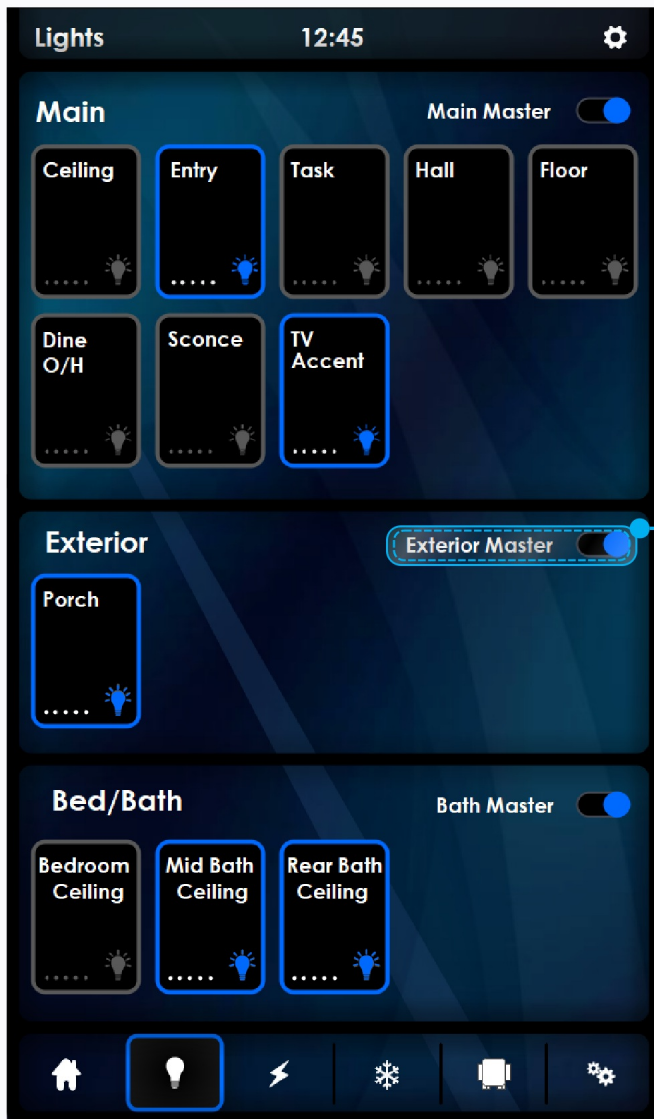 Lights 12:45
Main Main Master
Ceiling Entry Task Hall Floor
Dine Sconce TV
O/H Accent
Exterior Exterior Master
Porch
Bed/Bath Bath Master
Bedroom Mid Bath Rear Bath
Ceiling Ceiling Ceiling